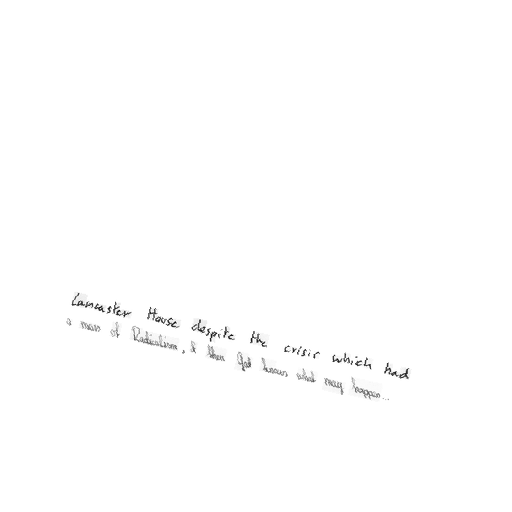 Lancaster House despite the crisis which had
a mass of Radicalism, & then God knows what may happen...